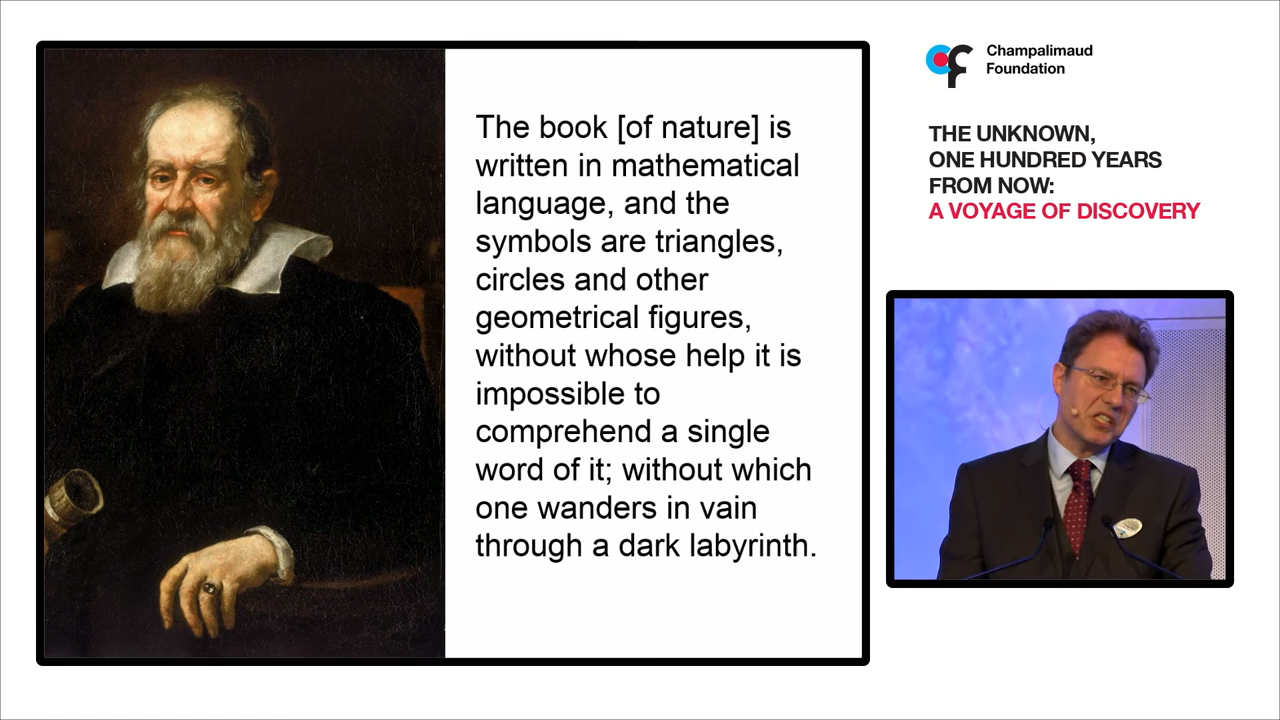 The book [of nature] is
written in mathematical
language, and the
symbols are triangles,
circles and other
geometrical figures,
without whose help it is
impossible to
comprehend a single
word of it; without which
one wanders in vain
through a dark labyrinth.
Champalimaud
Foundation
THE UNKNOWN,
ONE HUNDRED YEARS
FROM NOW:
A VOYAGE OF DISCOVERY